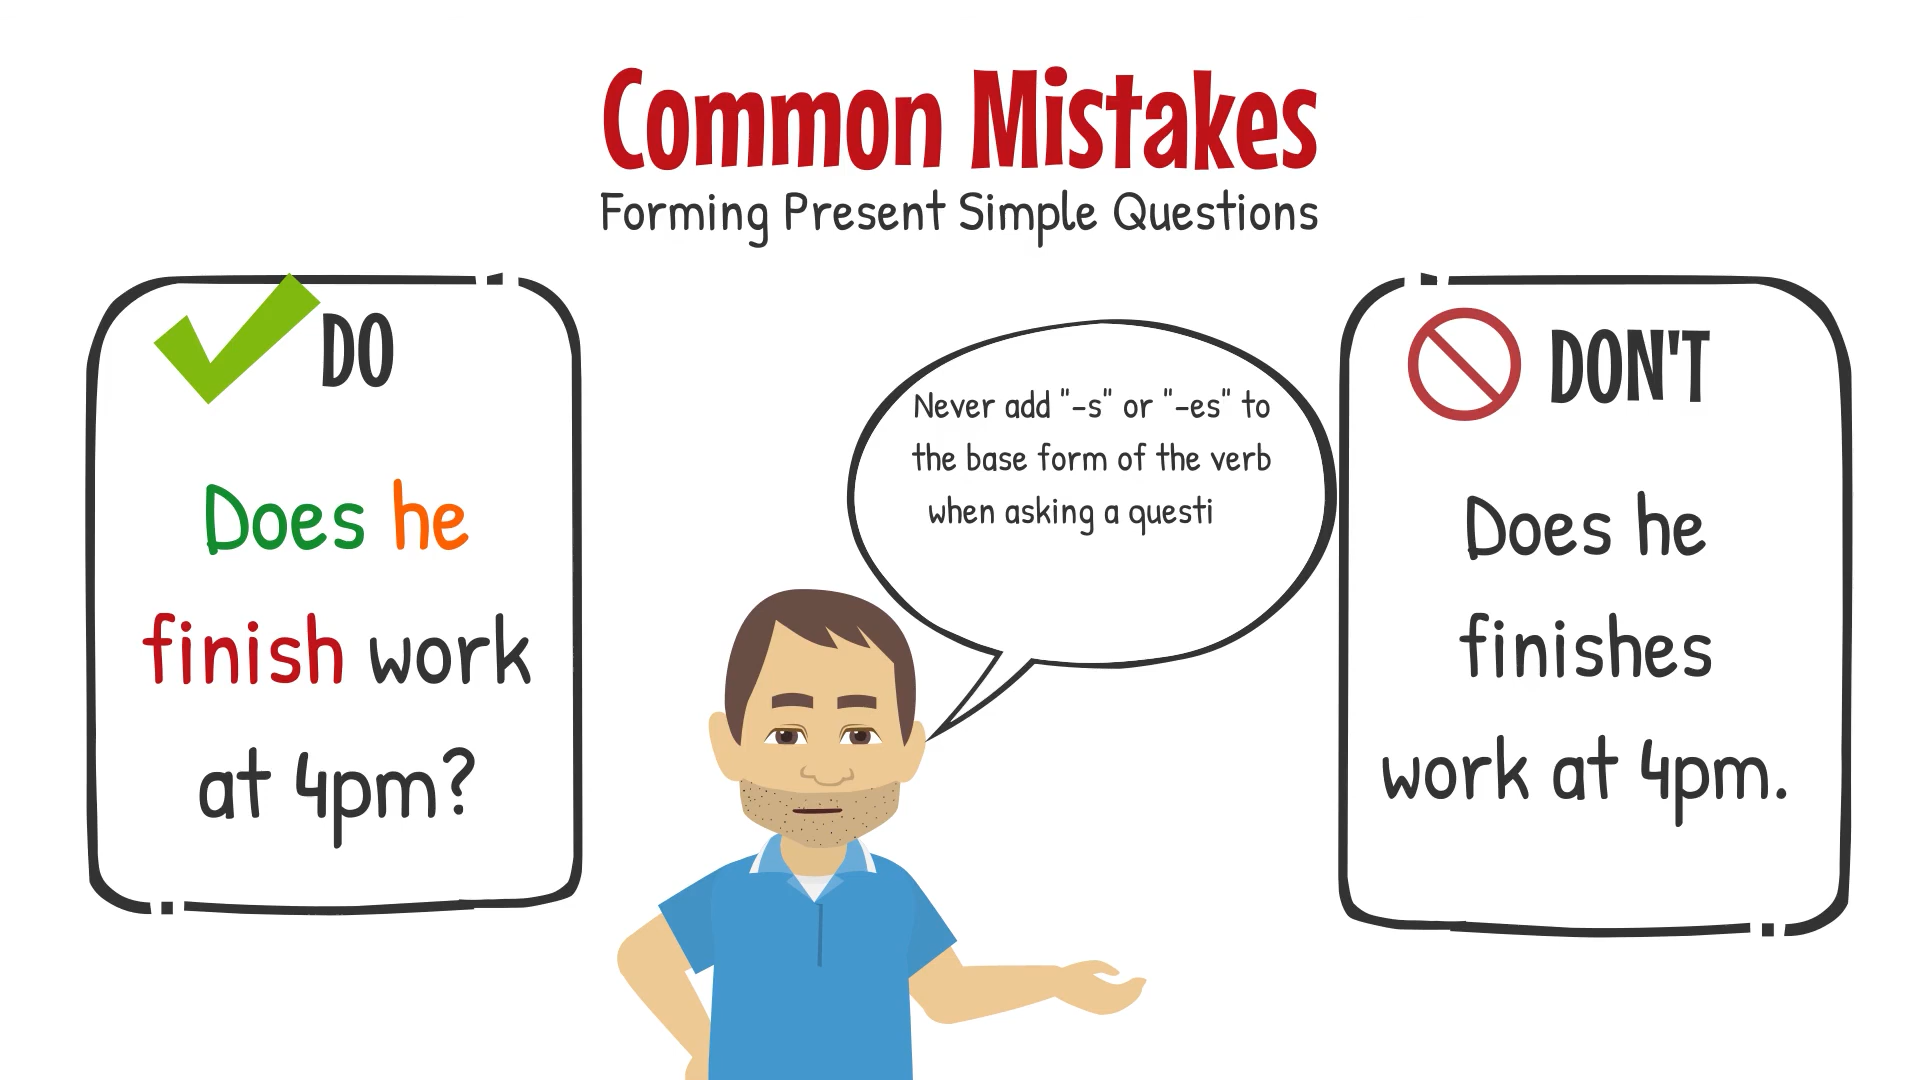 Common Mistakes
Forming Present Simple Questions
DO
Does he
finish work
at 4pm?
Never add "-s" or "-es" to
the base form of the verb
when asking a questi
DON'T
Does he
finishes
work at 4pm.